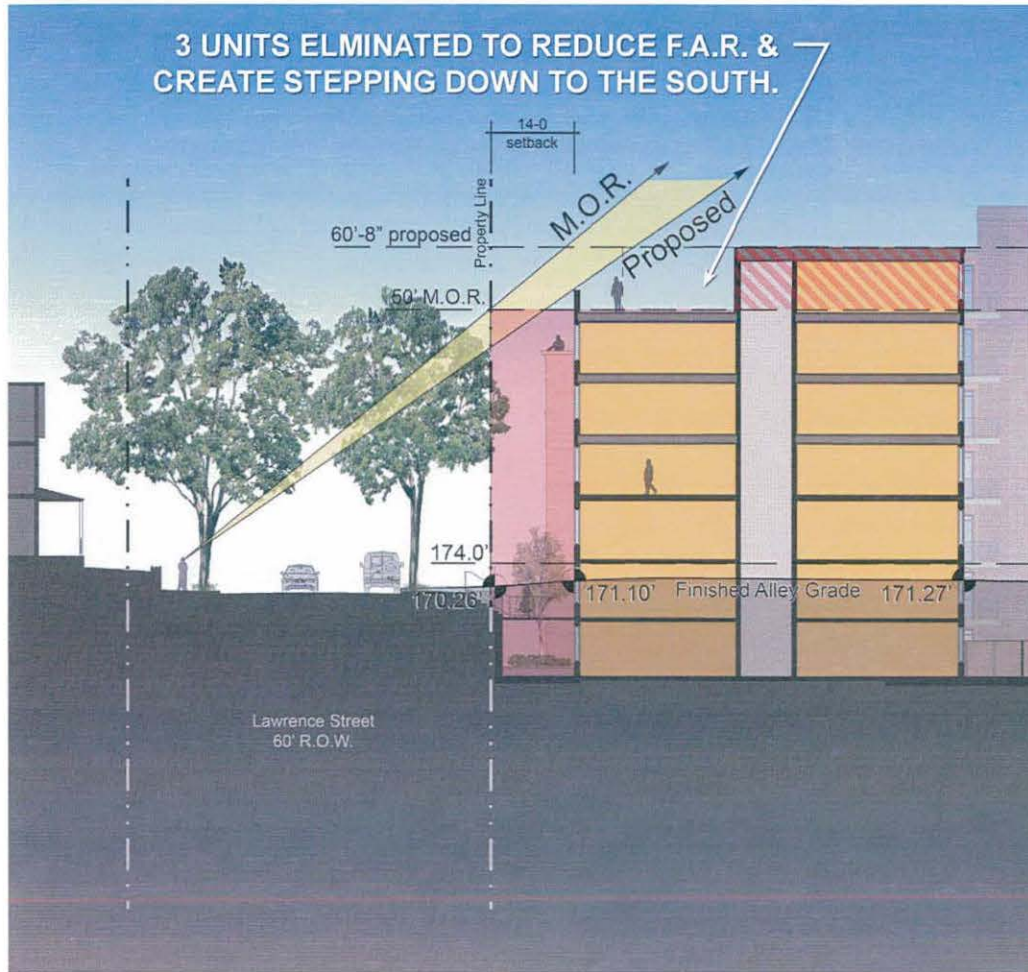 3 UNITS ELMINATED TO REDUCE F.A.R. &
CREATE STEPPING DOWN TO THE SOUTH.
14-0
setback
Property Line
M.O.R.
Proposed
60'-8" proposed
50' M.O.R.
174.0'
170.26'
171.10'
Finished Alley Grade
171.27'
Lawrence Street
60' R.O.W.